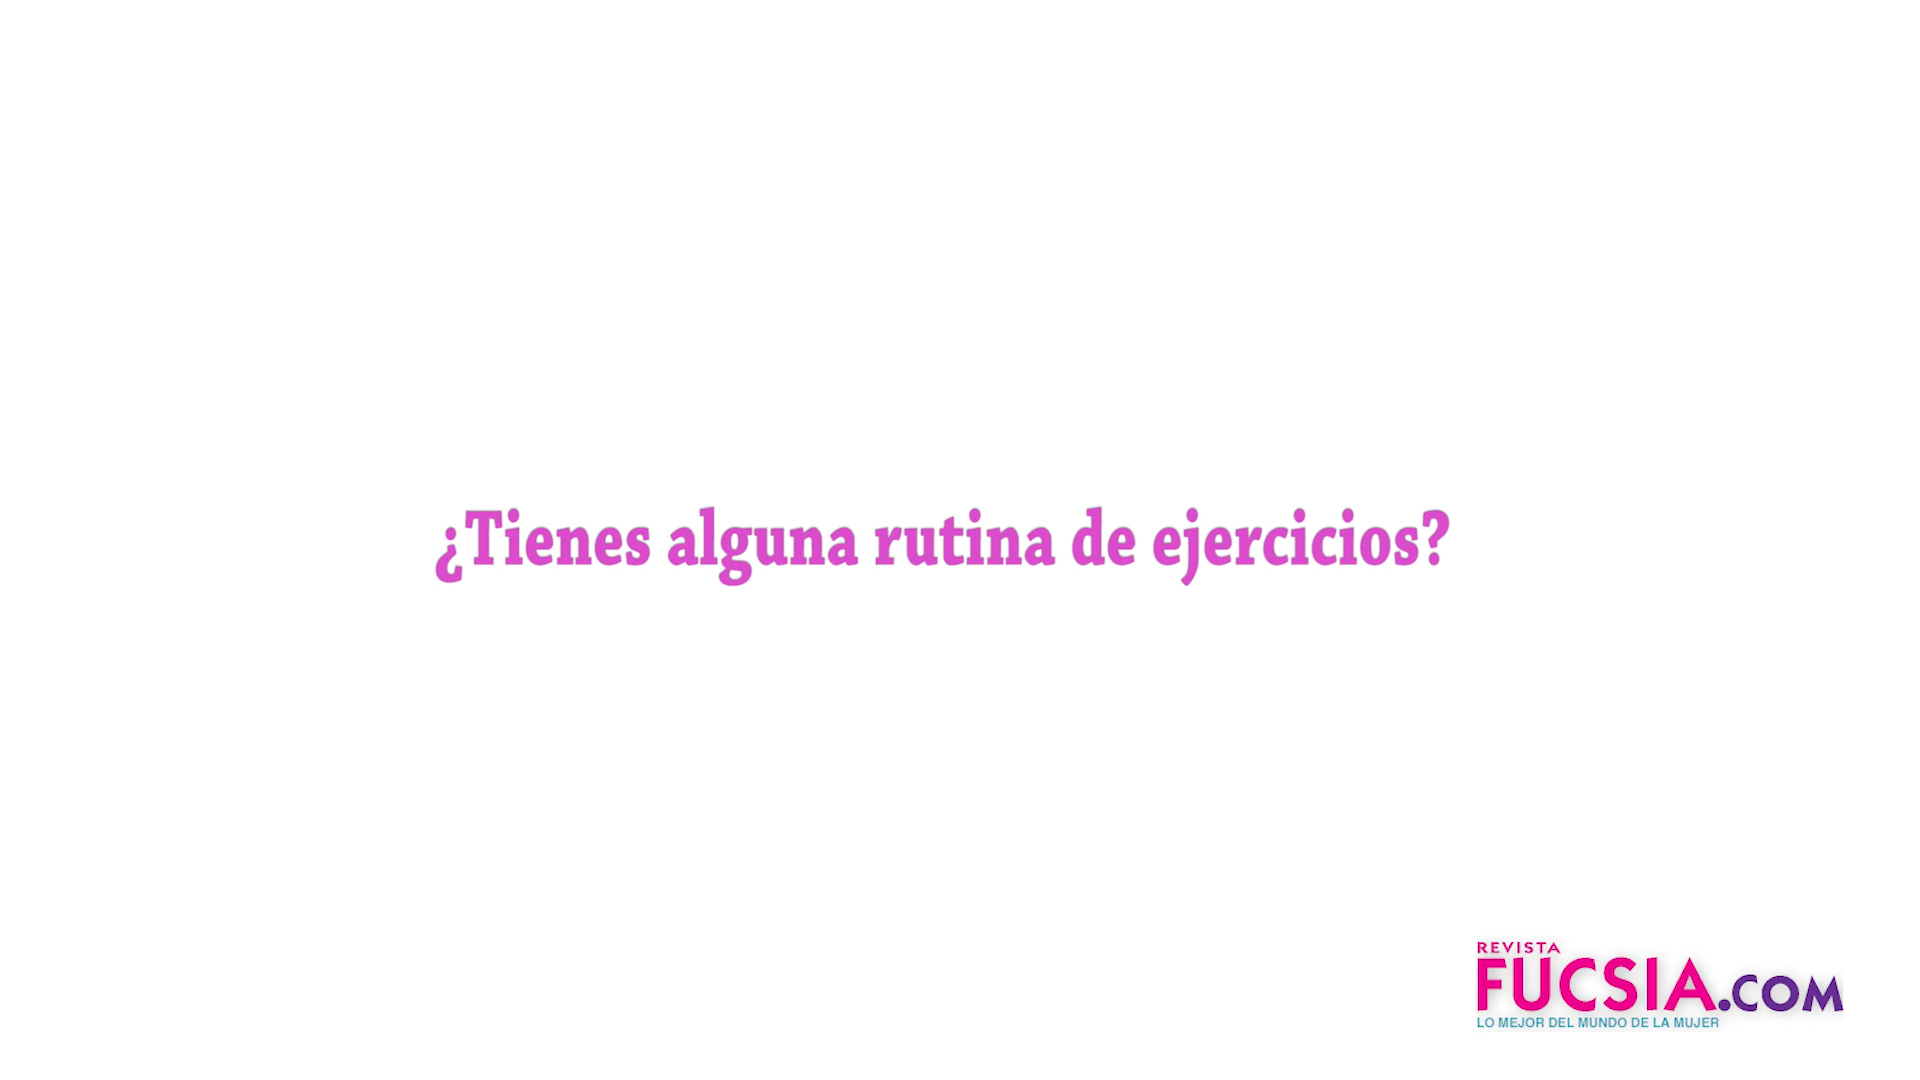 ¿Tienes alguna rutina de ejercicios?
REVISTA
FUCSIA.COM
LO MEJOR DEL MUNDO DE LA MUJER